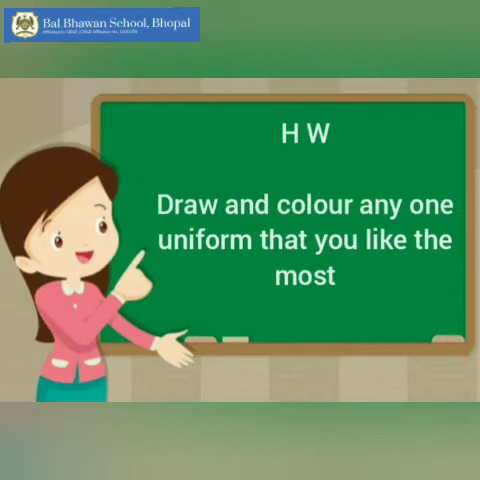 Bal Bhawan School, Bhopal
H W
Draw and colour any one
uniform that you like the
most